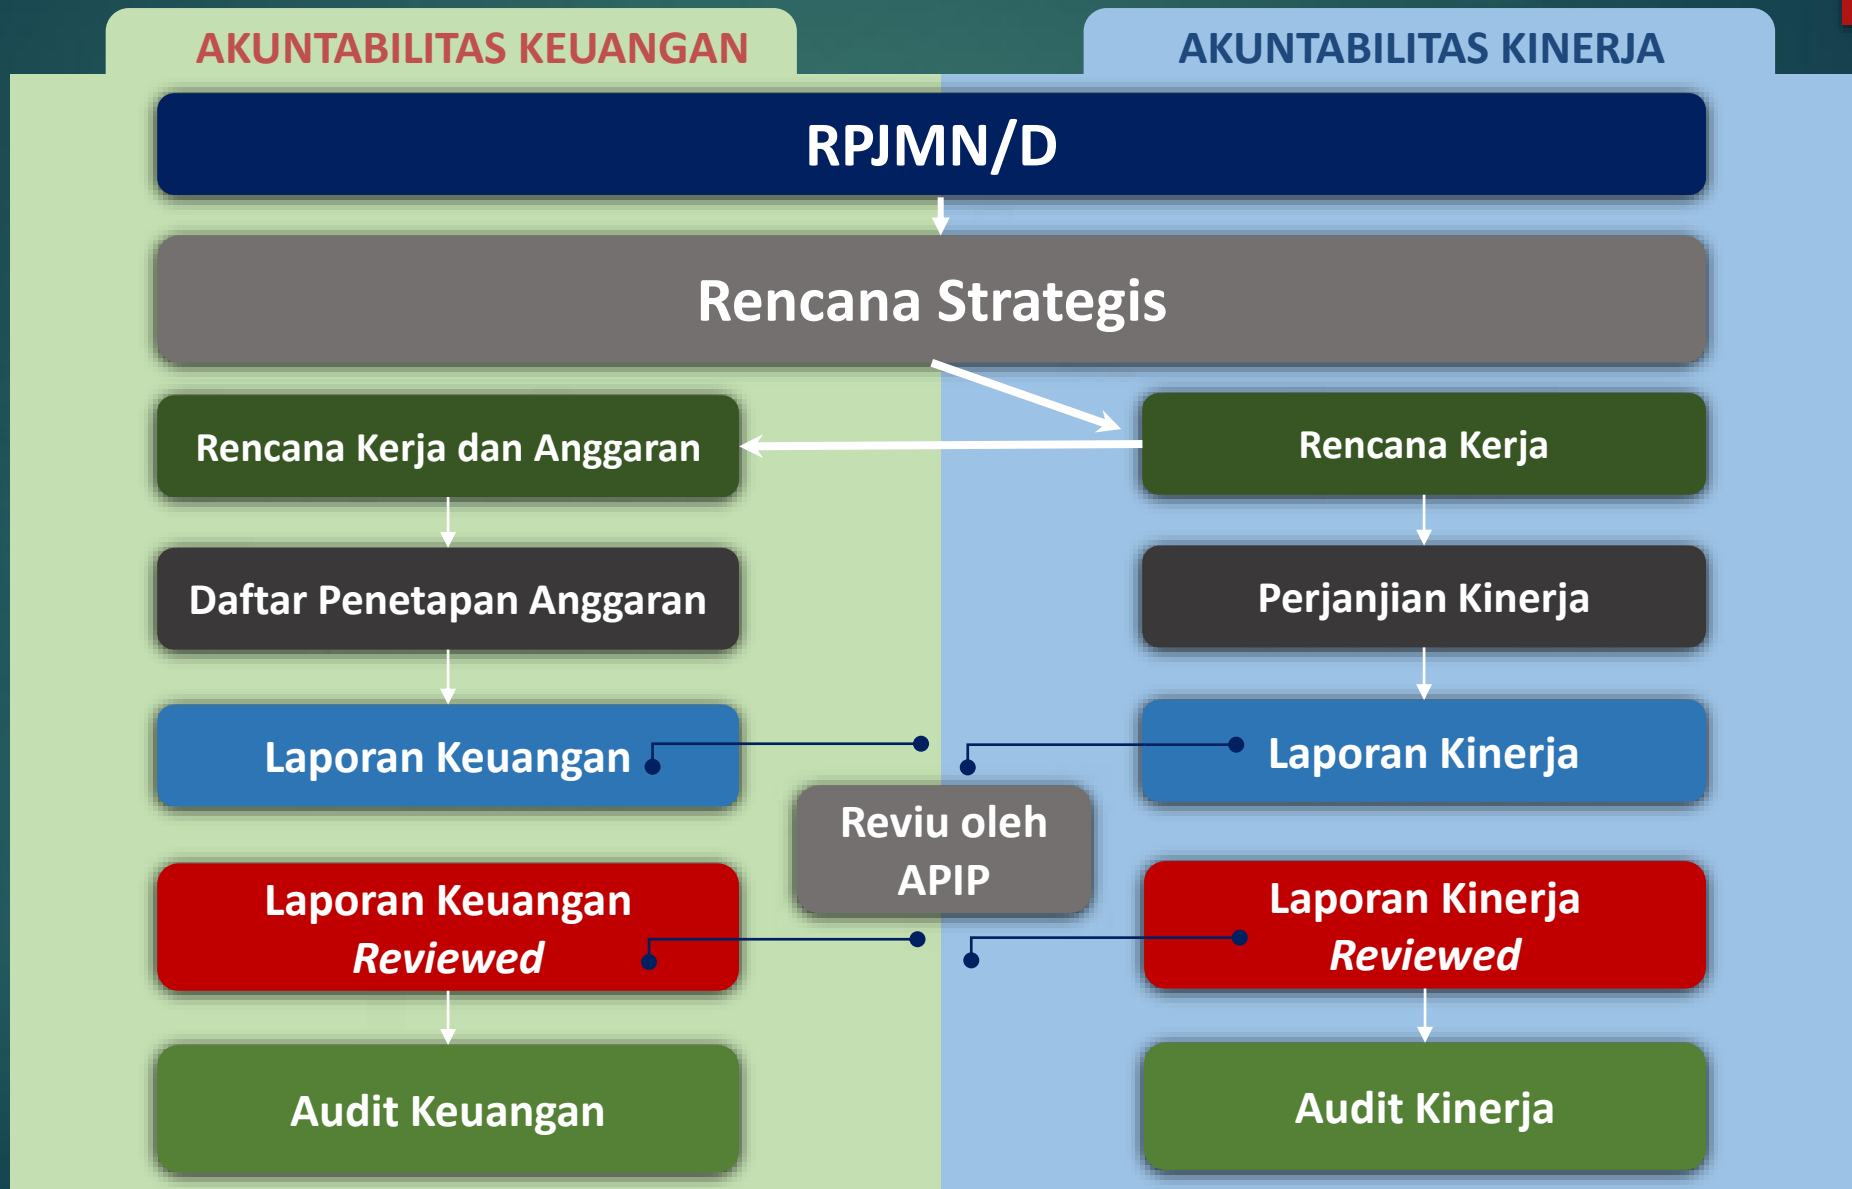 AKUNTABILITAS KEUANGAN
AKUNTABILITAS KINERJA
RPJMN/D
Rencana Strategis
Rencana Kerja dan Anggaran
Rencana Kerja
Daftar Penetapan Anggaran
Perjanjian Kinerja
Laporan Keuangan
Laporan Kinerja
Reviu oleh
APIP
Laporan Keuangan
Reviewed
Laporan Kinerja
Reviewed
Audit Keuangan
Audit Kinerja